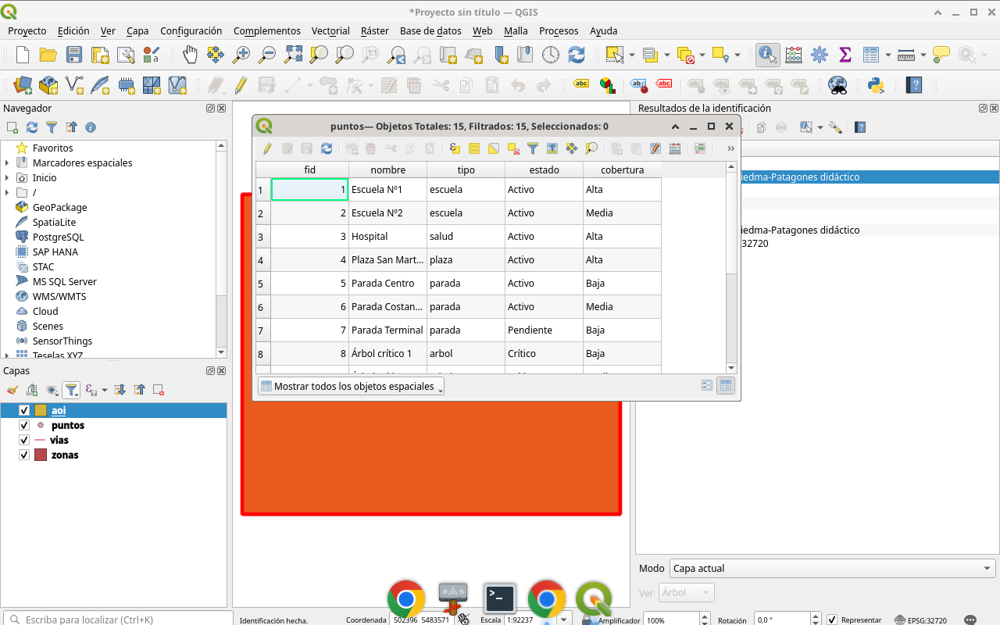 *Proyecto sin título — QGIS
Proyecto Edición Ver Capa Configuración Complementos Vectorial Ráster Base de datos Web Malla Procesos Ayuda
abc abc abc
Navegador
Favoritos
Marcadores espaciales
Inicio
/
GeoPackage
SpatiaLite
PostgreSQL
SAP HANA
STAC
MS SQL Server
WMS/WMTS
Cloud
Scenes
SensorThings
Teselas XYZ
Capas
aoi
puntos
vias
zonas
puntos— Objetos Totales: 15, Filtrados: 15, Seleccionados: 0
fid nombre tipo estado cobertura
1 1 Escuela Nº1 escuela Activo Alta
2 2 Escuela Nº2 escuela Activo Media
3 3 Hospital salud Activo Alta
4 4 Plaza San Mart... plaza Activo Alta
5 5 Parada Centro parada Activo Baja
6 6 Parada Costan... parada Activo Media
7 7 Parada Terminal parada Pendiente Baja
8 8 Árbol crítico 1 arbol Crítico Baja
Mostrar todos los objetos espaciales
Resultados de la identificación
iedma-Patagones didáctico
iedma-Patagones didáctico
32720
Modo Capa actual
Ver Árbol
Escriba para localizar (Ctrl+K) Identificación hecha. Coordenada 502396 5483571 Escala 1:92237 Amplificador 100% Rotación 0,0 ° Representar EPSG:32720